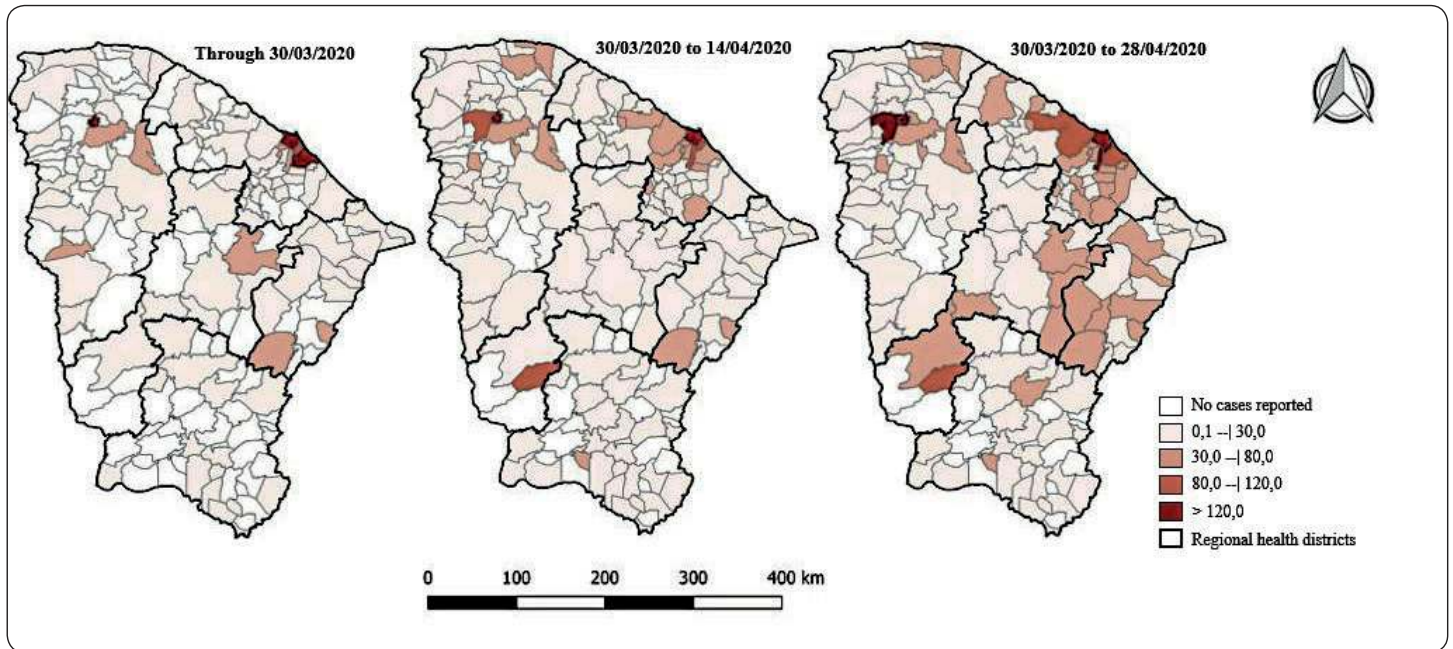 Through 30/03/2020
30/03/2020 to 14/04/2020
30/03/2020 to 28/04/2020
No cases reported
0,1 --| 30,0
30,0 --| 80,0
80,0 --| 120,0
> 120,0
Regional health districts
0 100 200 300 400 km